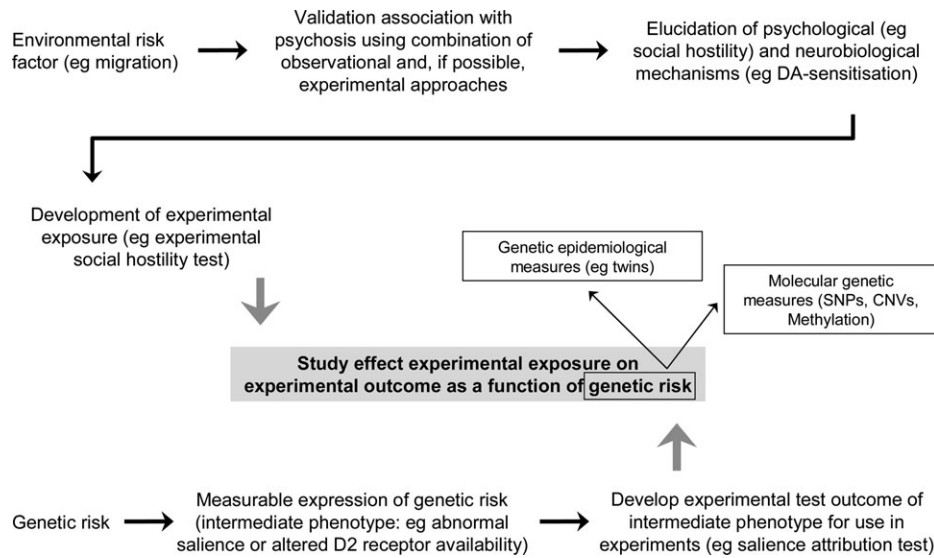 Environmental risk
factor (eg migration)
Validation association with
psychosis using combination of
observational and, if possible,
experimental approaches
Elucidation of psychological (eg
social hostility) and neurobiological
mechanisms (eg DA-sensitisation)
Development of experimental
exposure (eg experimental
social hostility test)
Genetic epidemiological
measures (eg twins)
Molecular genetic
measures (SNPs, CNVs,
Methylation)
Study effect experimental exposure on
experimental outcome as a function of genetic risk
Genetic risk
Measurable expression of genetic risk
(intermediate phenotype: eg abnormal
salience or altered D2 receptor availability)
Develop experimental test outcome of
intermediate phenotype for use in
experiments (eg salience attribution test)